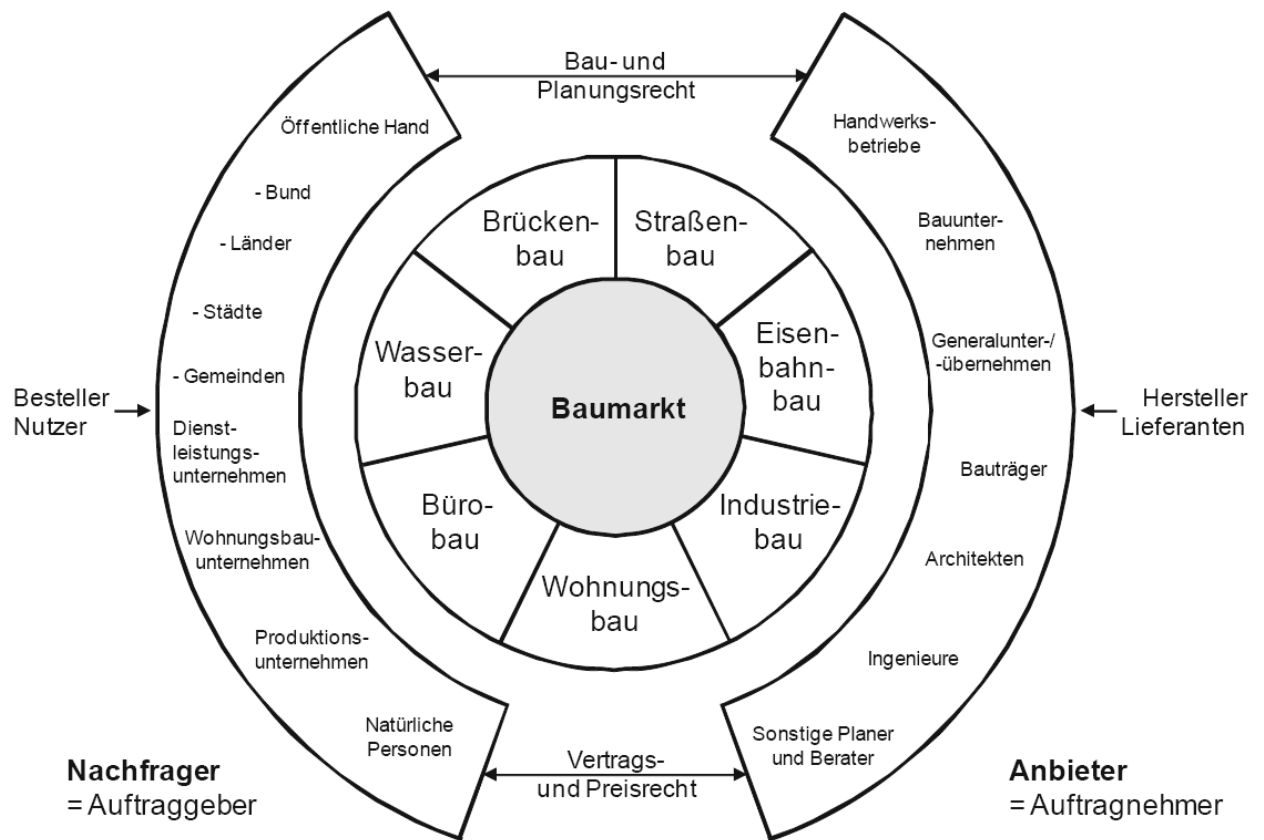 Bau- und
Planungsrecht
Öffentliche Hand
- Bund
- Länder
- Städte
- Gemeinden
Dienst-
leistungs-
unternehmen
Wohnungsbau-
unternehmen
Produktions-
unternehmen
Natürliche
Personen
Besteller
Nutzer
Nachfrager
= Auftraggeber
Brücken-
bau
Straßen-
bau
Eisen-
bahn-
bau
Industrie-
bau
Wohnungs-
bau
Büro-
bau
Wasser-
bau
Baumarkt
Handwerks-
betriebe
Bauunter-
nehmen
Generalunter-/
-übernehmen
Bauträger
Architekten
Ingenieure
Sonstige Planer
und Berater
Hersteller
Lieferanten
Anbieter
= Auftragnehmer
Vertrags-
und Preisrecht